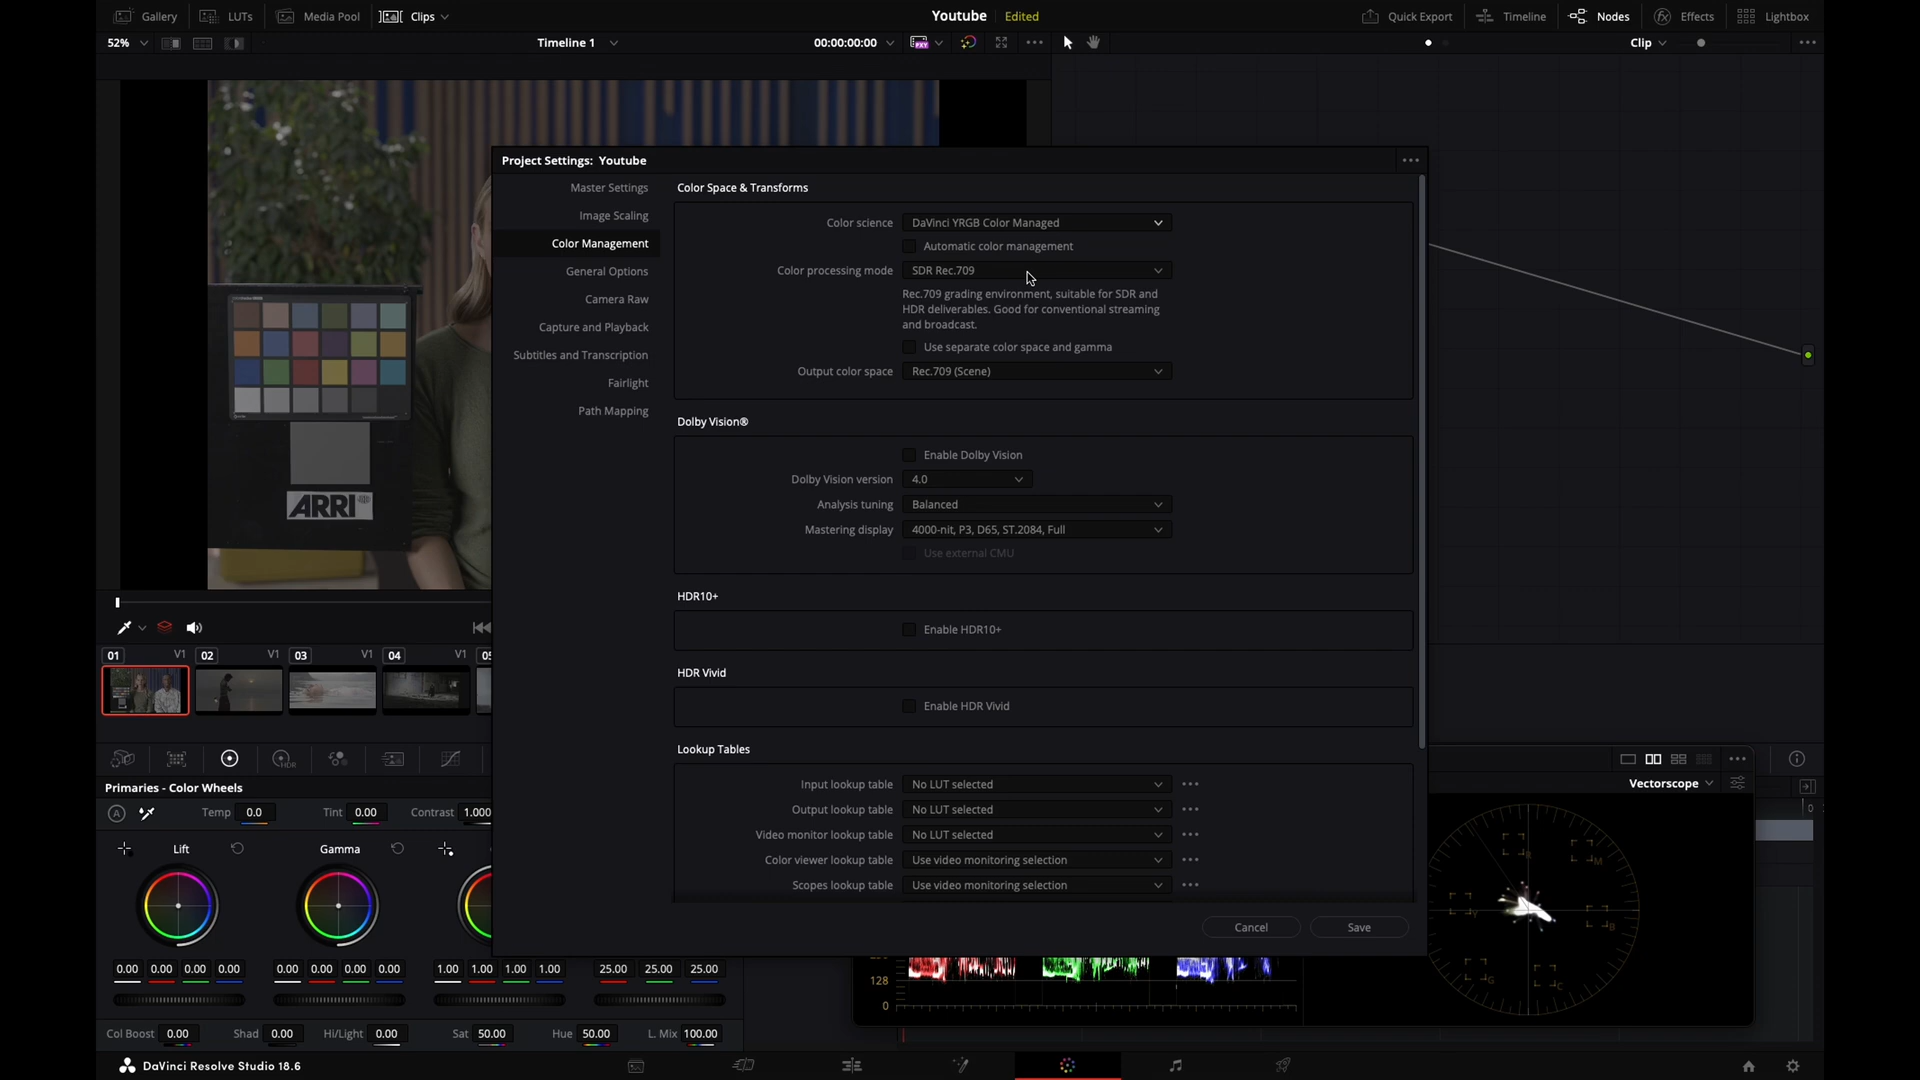 Gallery LUTs Media Pool Clips Youtube Edited Quick Export Timeline Nodes Effects Lightbox
52% Timeline 1 00:00:00:00 Clip
Project Settings: Youtube
Master Settings
Image Scaling
Color Management
General Options
Camera Raw
Capture and Playback
Subtitles and Transcription
Fairlight
Path Mapping
Color Space & Transforms
Color science DaVinci YRGB Color Managed
Automatic color management
Color processing mode SDR Rec.709
Rec.709 grading environment, suitable for SDR and
HDR deliverables. Good for conventional streaming
and broadcast.
Use separate color space and gamma
Output color space Rec.709 (Scene)
Dolby Vision®
Enable Dolby Vision
Dolby Vision version 4.0
Analysis tuning Balanced
Mastering display 4000-nit, P3, D65, ST.2084, Full
Use external CMU
HDR10+
Enable HDR10+
HDR Vivid
Enable HDR Vivid
Lookup Tables
Input lookup table No LUT selected
Output lookup table No LUT selected
Video monitor lookup table No LUT selected
Color viewer lookup table Use video monitoring selection
Scopes lookup table Use video monitoring selection
Cancel Save
ARRI
01 V1 02 V1 03 V1 04 V1
HDR
Primaries - Color Wheels
Temp 0.0 Tint 0.00 Contrast 1.000
Lift Gamma
0.00 0.00 0.00 0.00 0.00 0.00 0.00 0.00 1.00 1.00 1.00 1.00 25.00 25.00 25.00
Col Boost 0.00 Shad 0.00 Hi/Light 0.00 Sat 50.00 Hue 50.00 L. Mix 100.00
Vectorscope
R M B C G Y
128
0
DaVinci Resolve Studio 18.6